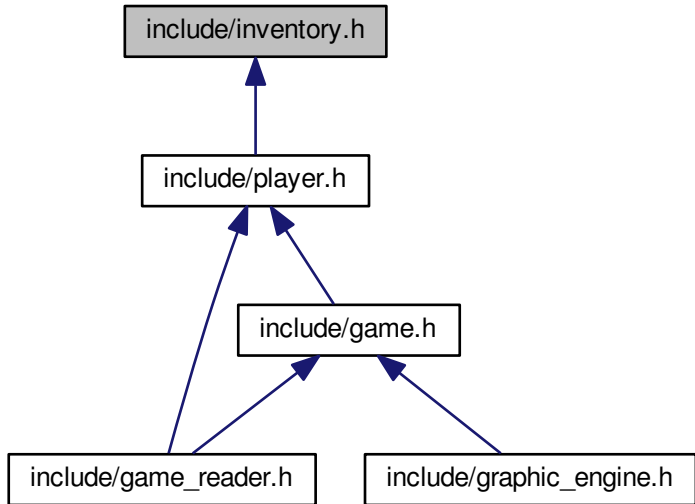 include/inventory.h
include/player.h
include/game.h
include/game_reader.h
include/graphic_engine.h